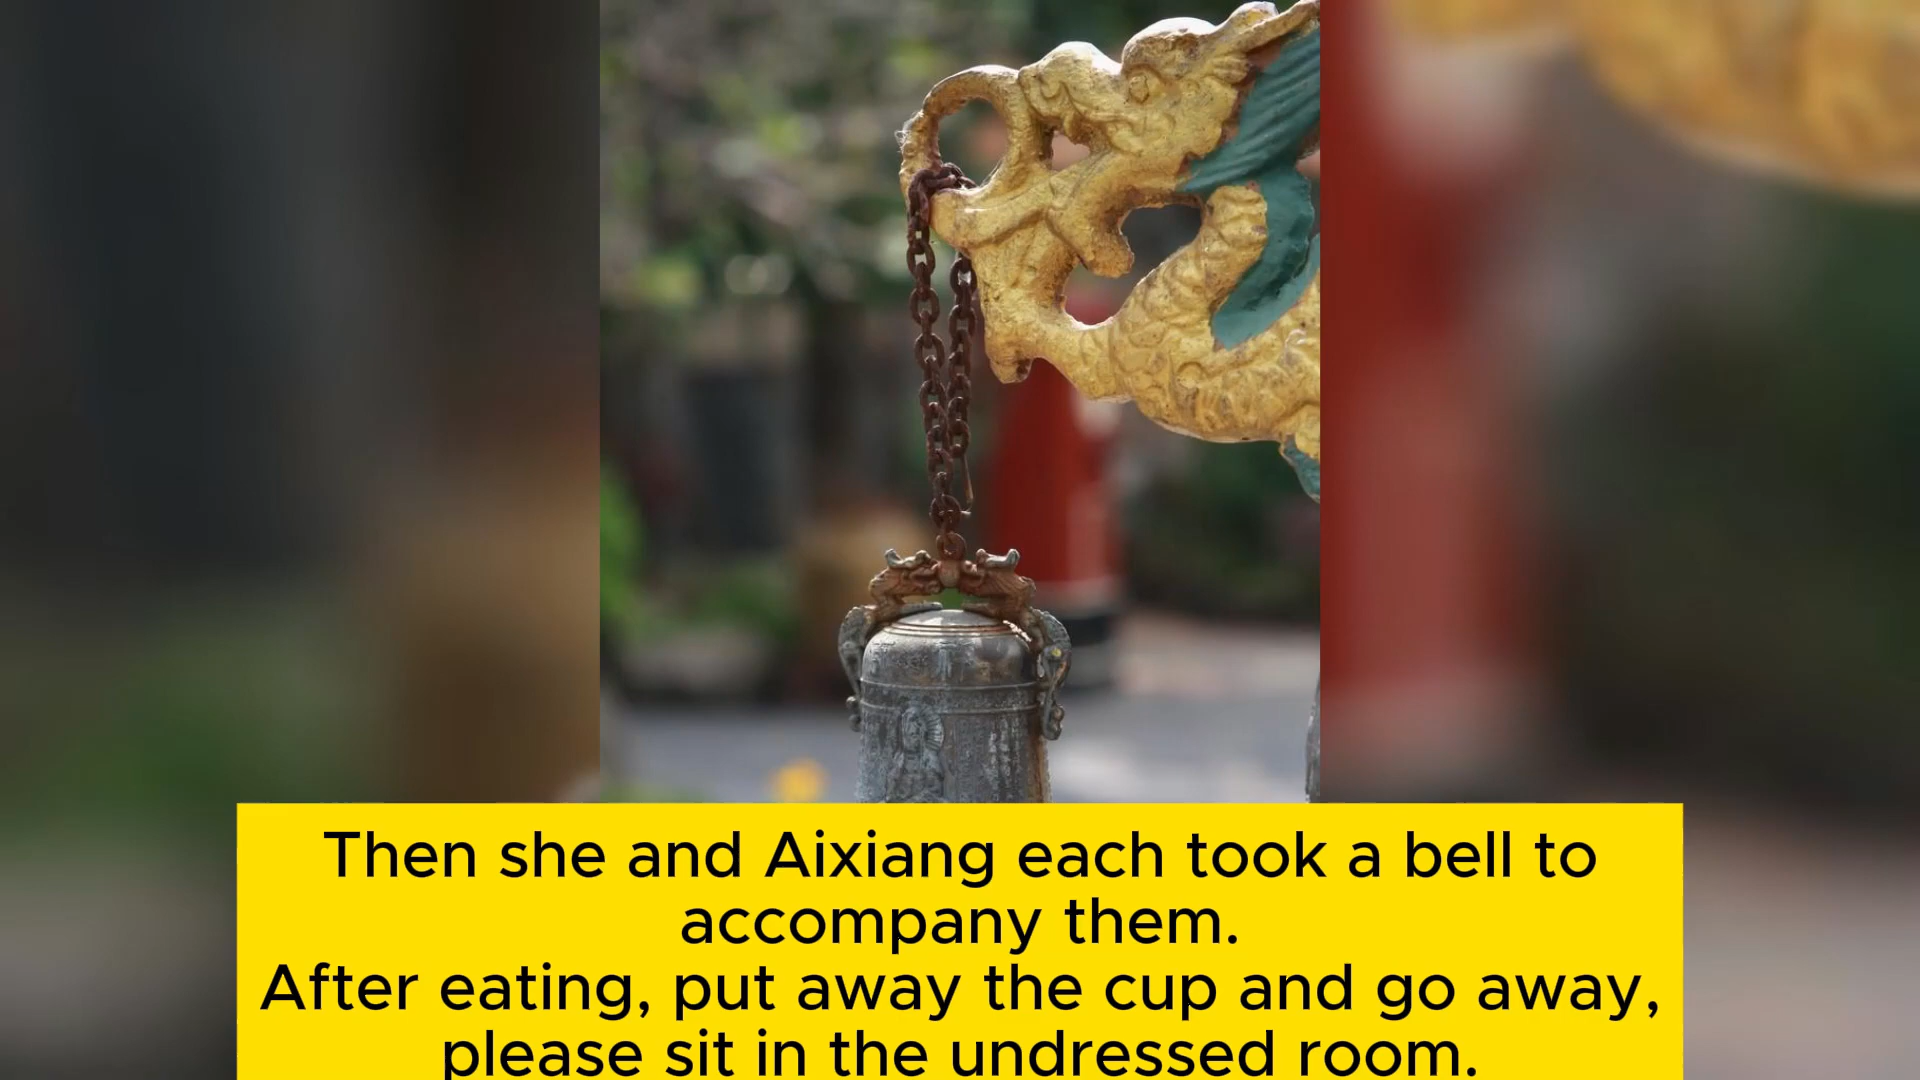 Then she and Aixiang each took a bell to
accompany them.
After eating, put away the cup and go away,
please sit in the undressed room.